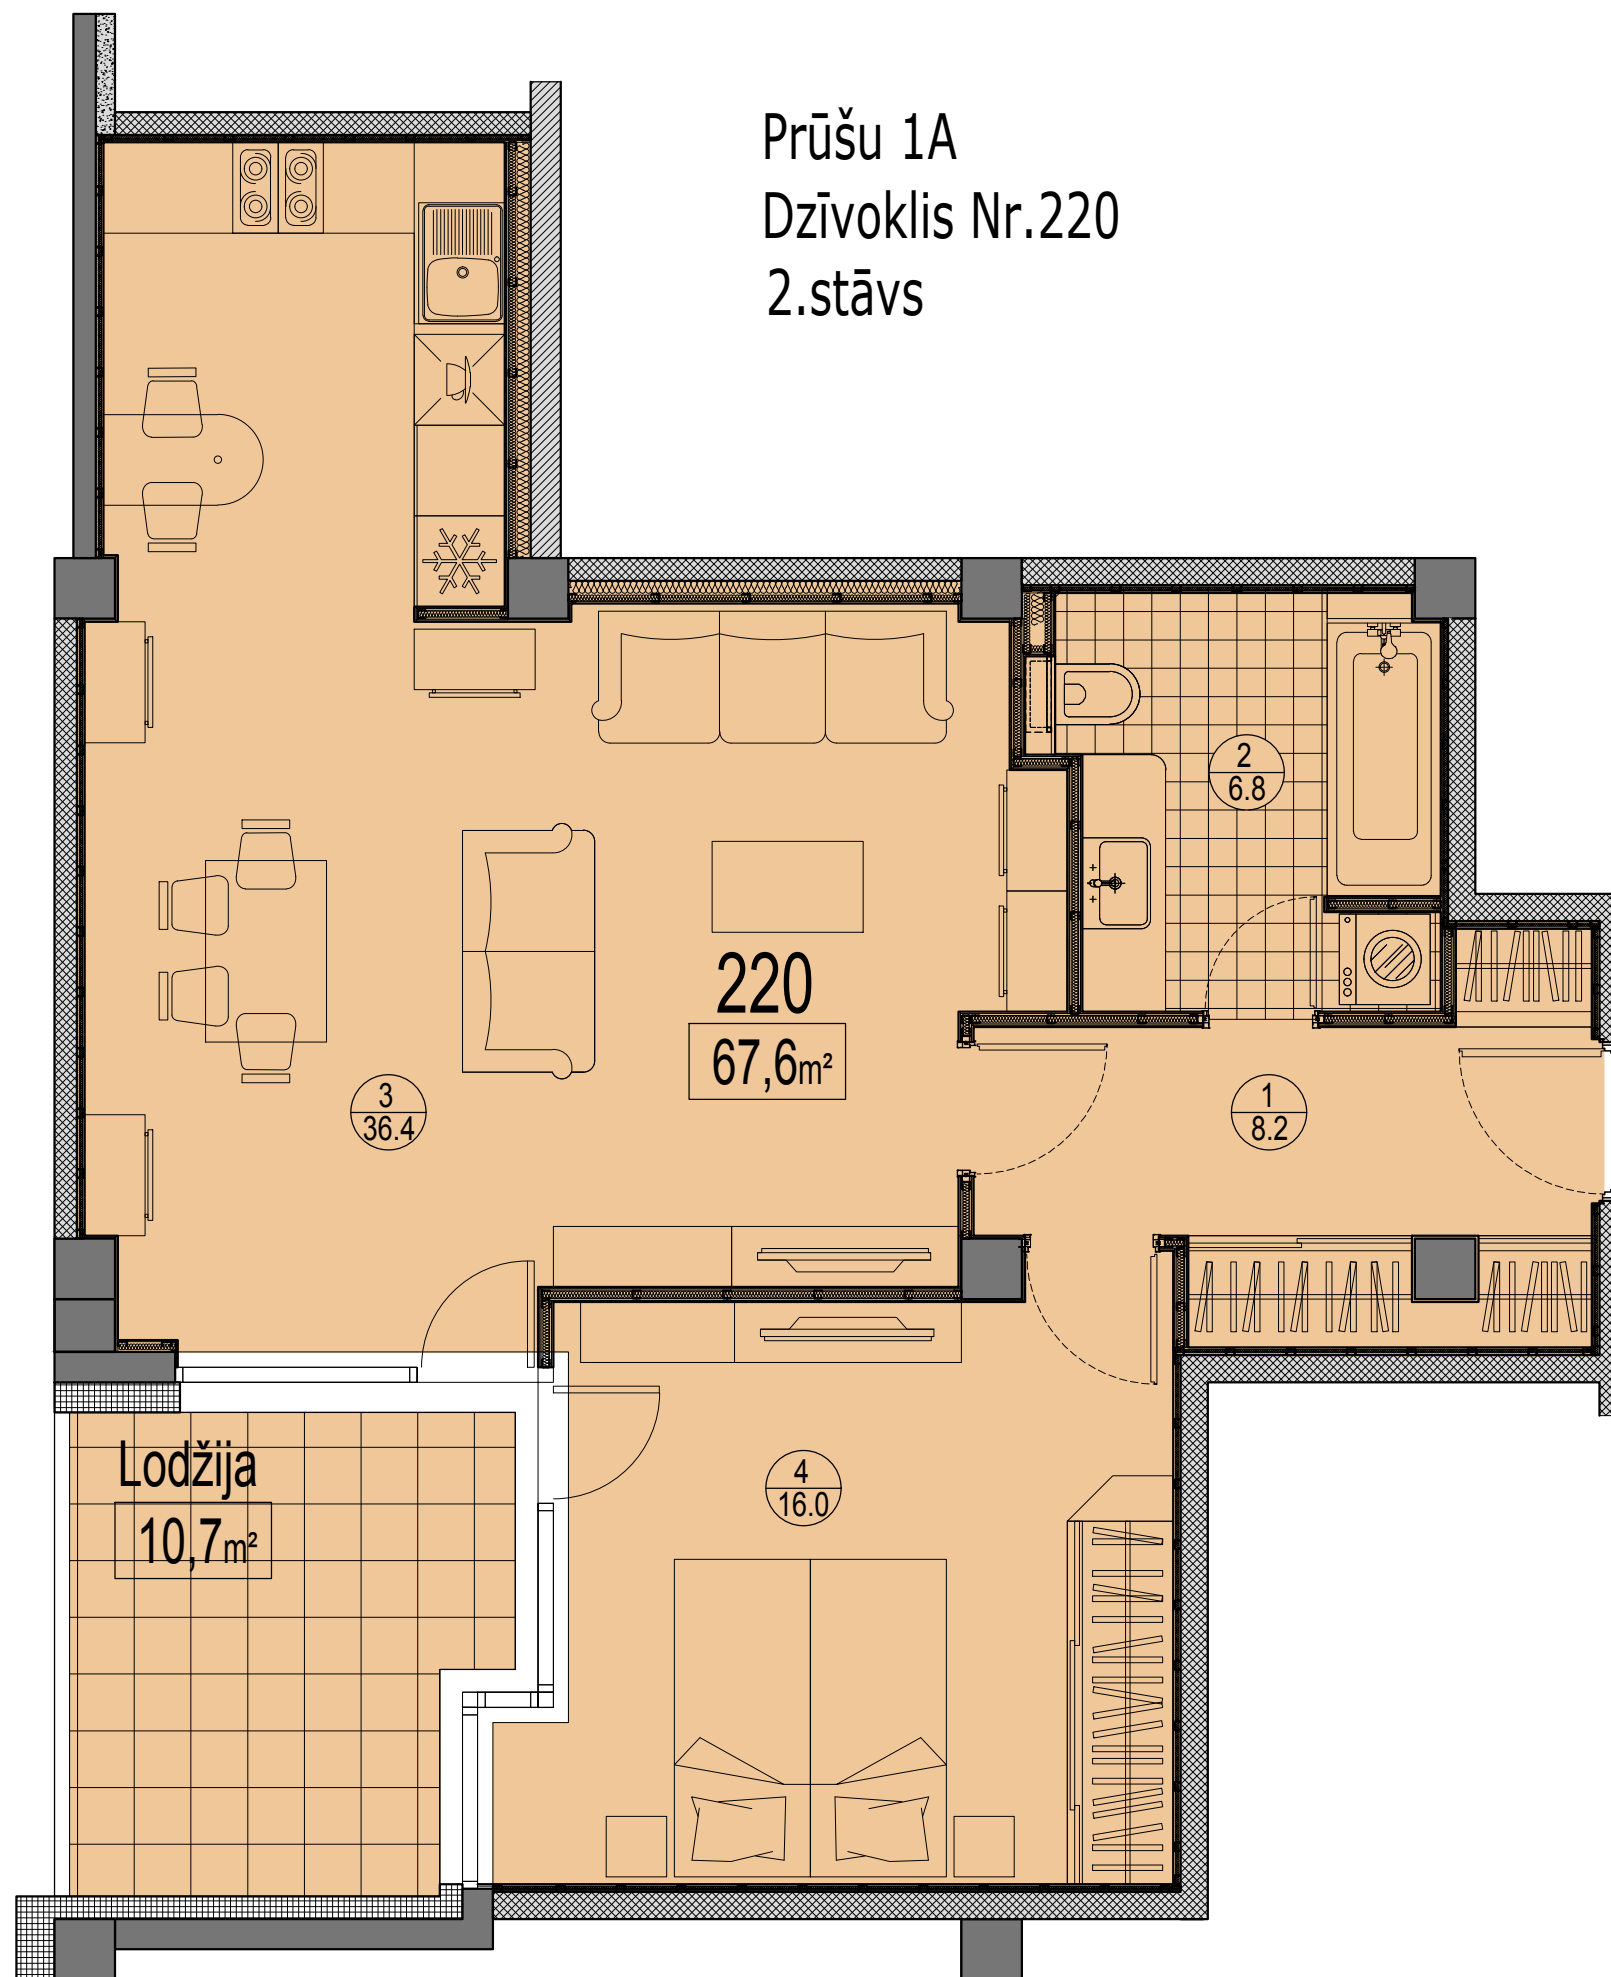 Prūšu 1A
Dzīvoklis Nr.220
2.stāvs
2
6.8
220
67,6m²
3
36.4
1
8.2
Lodžija
10,7m²
4
16.0